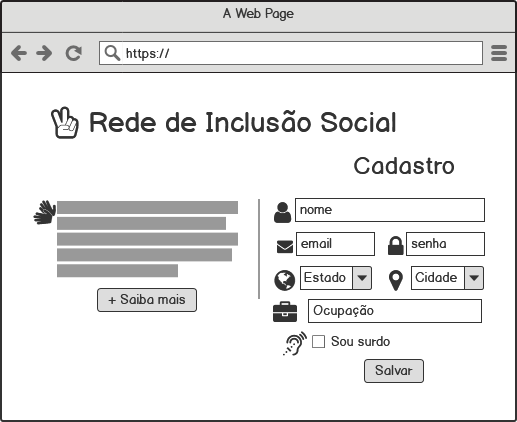 A Web Page
https://
Rede de Inclusão Social
Cadastro
+ Saiba mais
nome
email
senha
Estado
Cidade
Ocupação
Sou surdo
Salvar